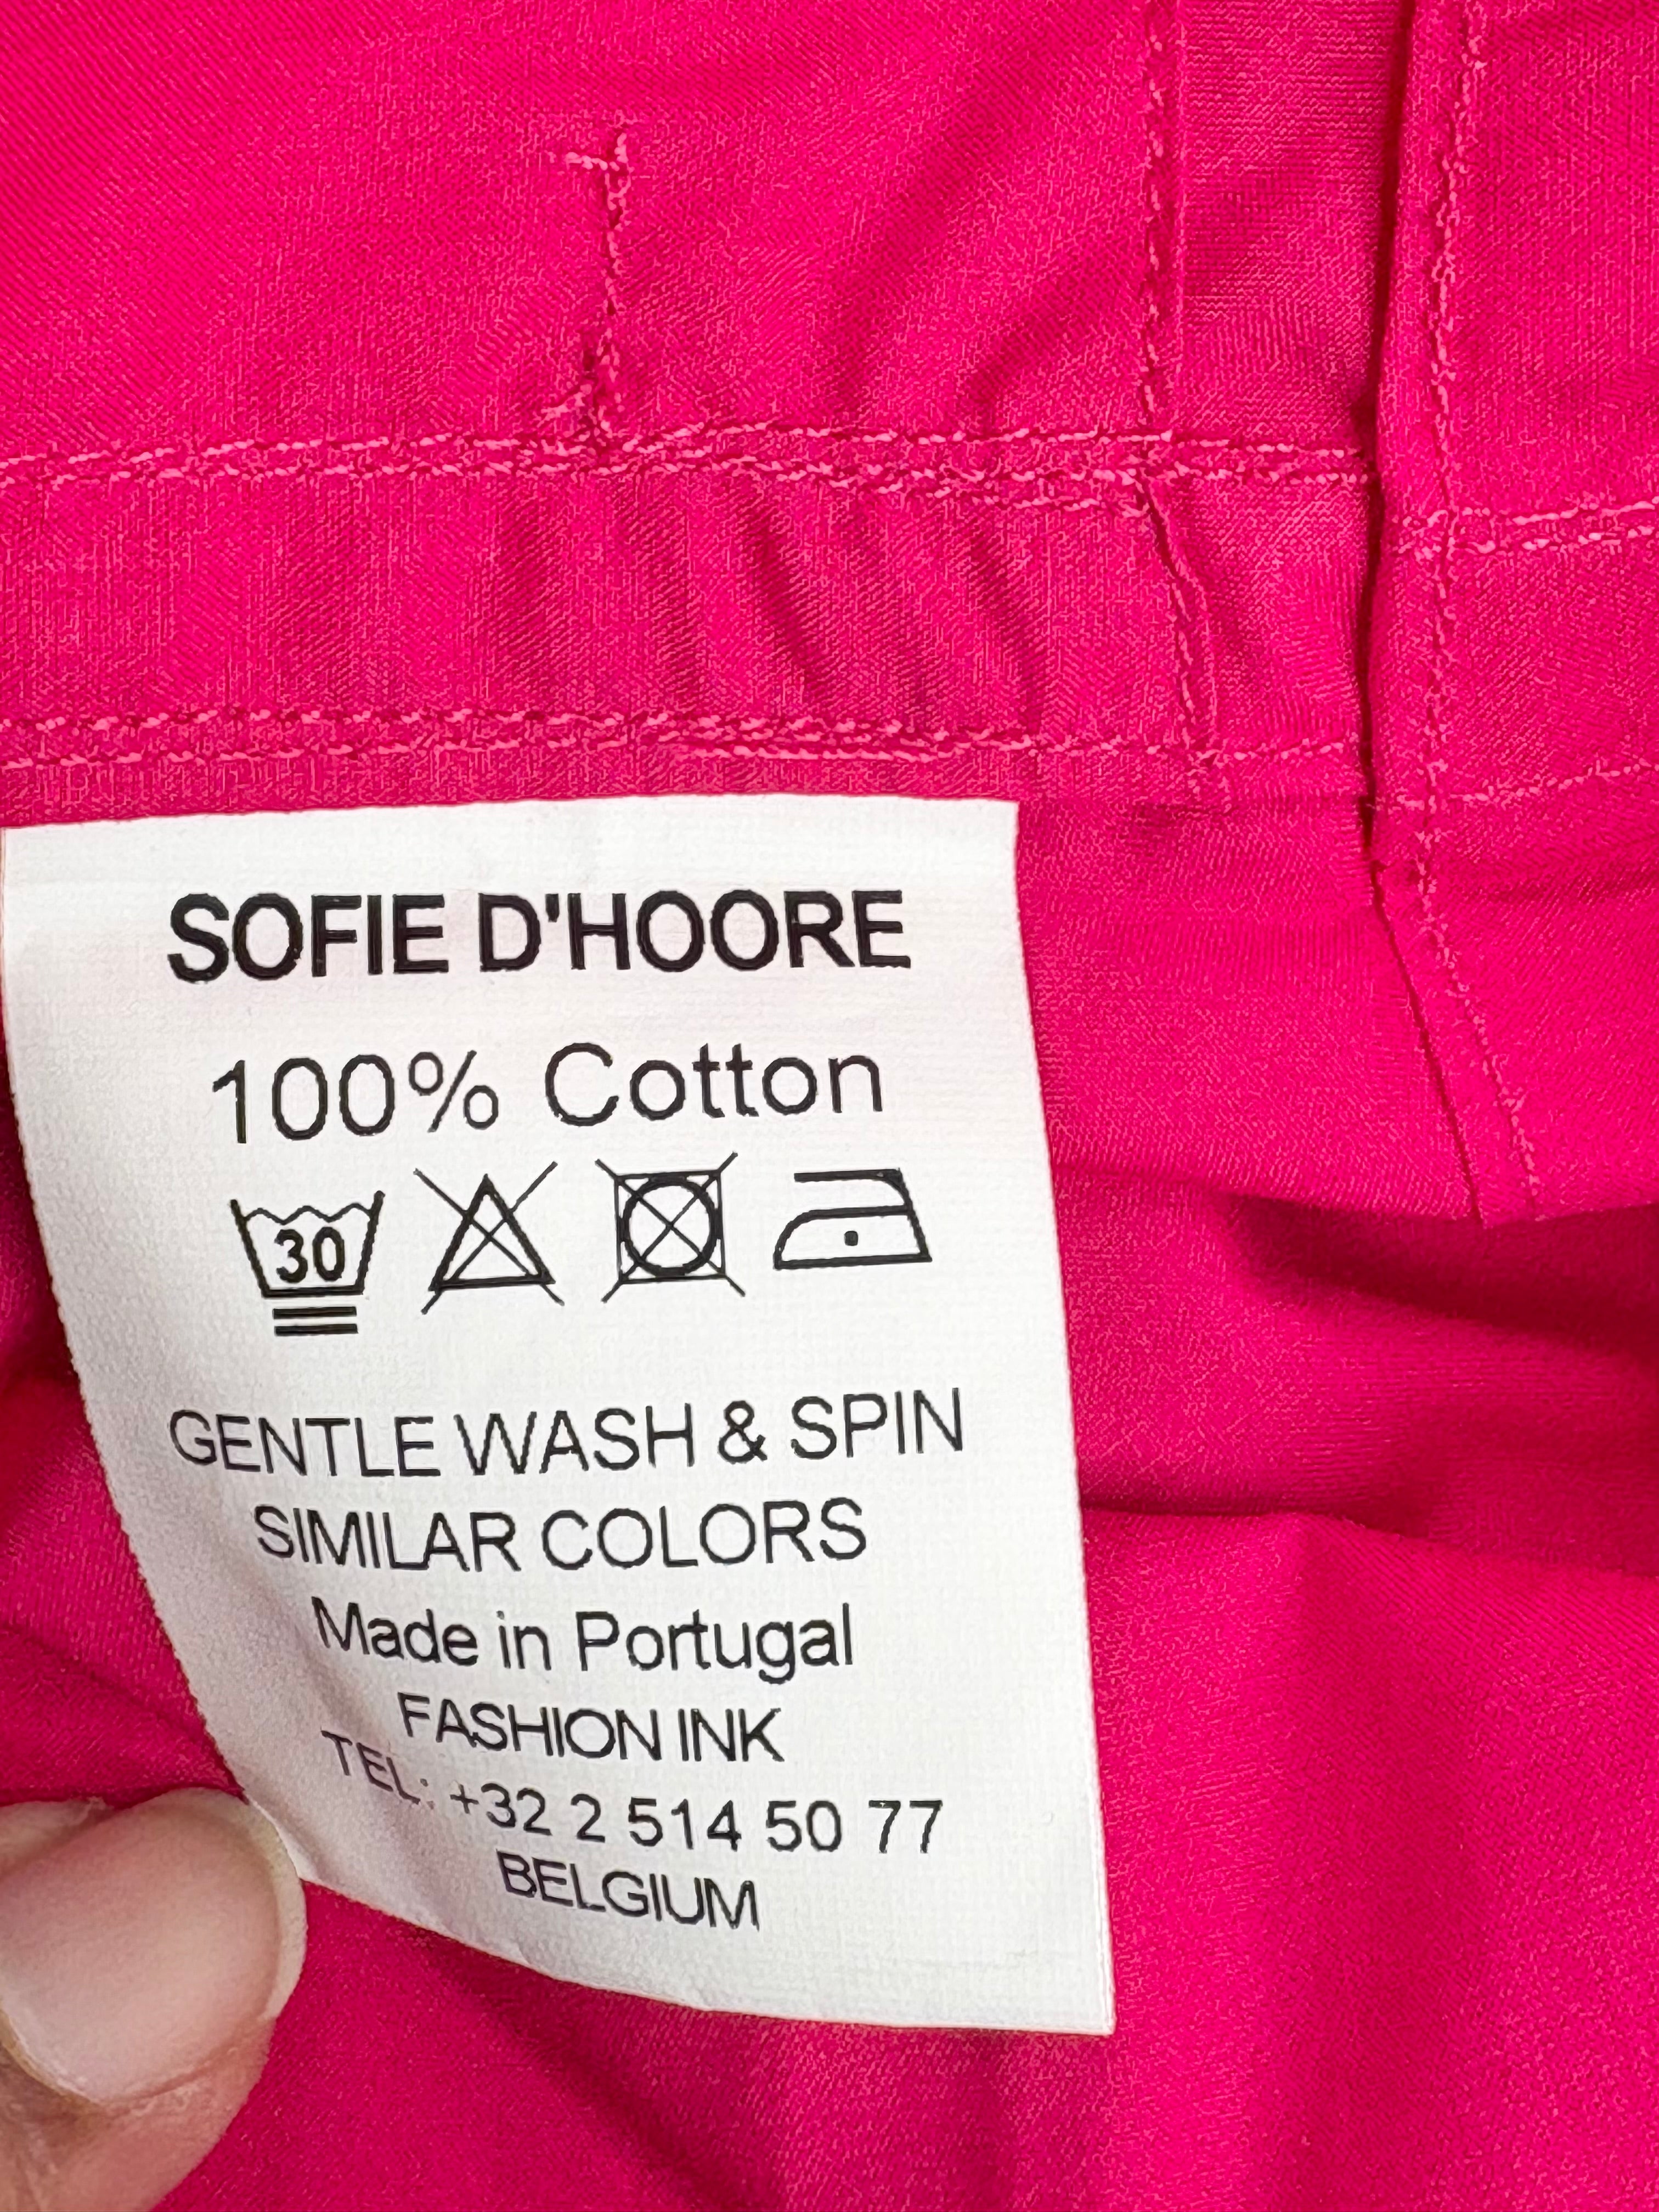 SOFIE D'HOORE
100% Cotton
30
GENTLE WASH & SPIN
SIMILAR COLORS
Made in Portugal
FASHION INK
TEL: +32 2 514 50 77
BELGIUM